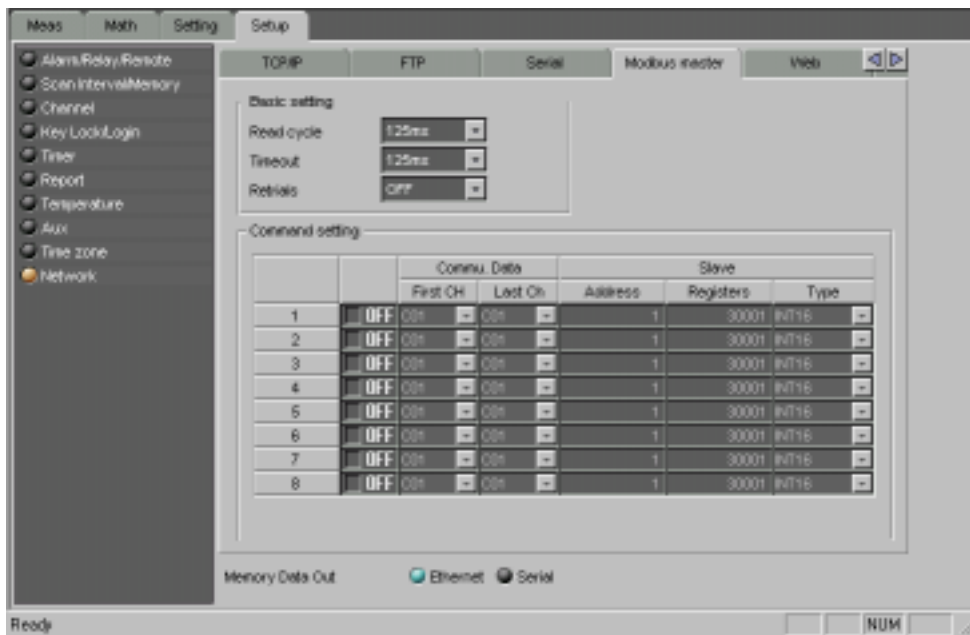 Meas Math Setting Setup
Alarm/Relay/Remote
Scan Interval/Memory
Channel
Key Lock/Login
Timer
Report
Temperature
Aux
Time zone
Network
TCP/IP FTP Serial Modbus master Web
Basic setting
Read cycle 125ms
Timeout 125ms
Retrials OFF
Command setting
Commu. Data Slave
First CH Last Ch Address Registers Type
1 OFF C01 C01 1 30001 INT16
2 OFF C01 C01 1 30001 INT16
3 OFF C01 C01 1 30001 INT16
4 OFF C01 C01 1 30001 INT16
5 OFF C01 C01 1 30001 INT16
6 OFF C01 C01 1 30001 INT16
7 OFF C01 C01 1 30001 INT16
8 OFF C01 C01 1 30001 INT16
Memory Data Out Ethernet Serial
Ready NUM